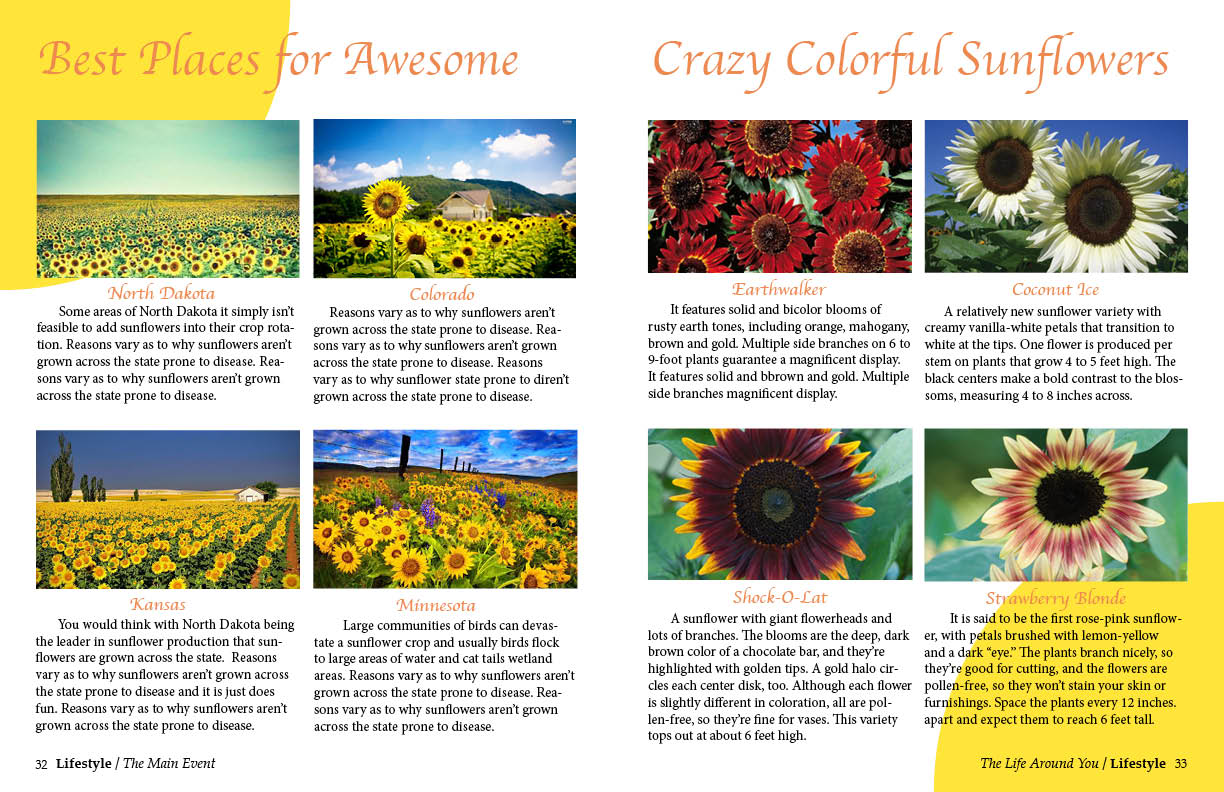 Best Places for Awesome
North Dakota
Some areas of North Dakota it simply isn't
feasible to add sunflowers into their crop rota-
tion. Reasons vary as to why sunflowers aren't
grown across the state prone to disease. Rea-
sons vary as to why sunflowers aren't grown
across the state prone to disease.
Colorado
Reasons vary as to why sunflowers aren't
grown across the state prone to disease. Rea-
sons vary as to why sunflowers aren't grown
across the state prone to disease. Reasons
vary as to why sunflower state prone to diren't
grown across the state prone to disease.
Kansas
You would think with North Dakota being
the leader in sunflower production that sun-
flowers are grown across the state.  Reasons
vary as to why sunflowers aren't grown across
the state prone to disease and it is just does
fun. Reasons vary as to why sunflowers aren't
grown across the state prone to disease.
Minnesota
Large communities of birds can devas-
tate a sunflower crop and usually birds flock
to large areas of water and cat tails wetland
areas. Reasons vary as to why sunflowers aren't
grown across the state prone to disease. Rea-
sons vary as to why sunflowers aren't grown
across the state prone to disease.
32 Lifestyle / The Main Event
Crazy Colorful Sunflowers
Earthwalker
It features solid and bicolor blooms of
rusty earth tones, including orange, mahogany,
brown and gold. Multiple side branches on 6 to
9-foot plants guarantee a magnificent display.
It features solid and bbrown and gold. Multiple
side branches magnificent display.
Coconut Ice
A relatively new sunflower variety with
creamy vanilla-white petals that transition to
white at the tips. One flower is produced per
stem on plants that grow 4 to 5 feet high. The
black centers make a bold contrast to the blos-
soms, measuring 4 to 8 inches across.
Shock-O-Lat
A sunflower with giant flowerheads and
lots of branches. The blooms are the deep, dark
brown color of a chocolate bar, and they're
highlighted with golden tips. A gold halo cir-
cles each center disk, too. Although each flower
is slightly different in coloration, all are pol-
len-free, so they're fine for vases. This variety
tops out at about 6 feet high.
Strawberry Blonde
It is said to be the first rose-pink sunflow-
er, with petals brushed with lemon-yellow
and a dark “eye.” The plants branch nicely, so
they're good for cutting, and the flowers are
pollen-free, so they won't stain your skin or
furnishings. Space the plants every 12 inches.
apart and expect them to reach 6 feet tall.
The Life Around You / Lifestyle 33